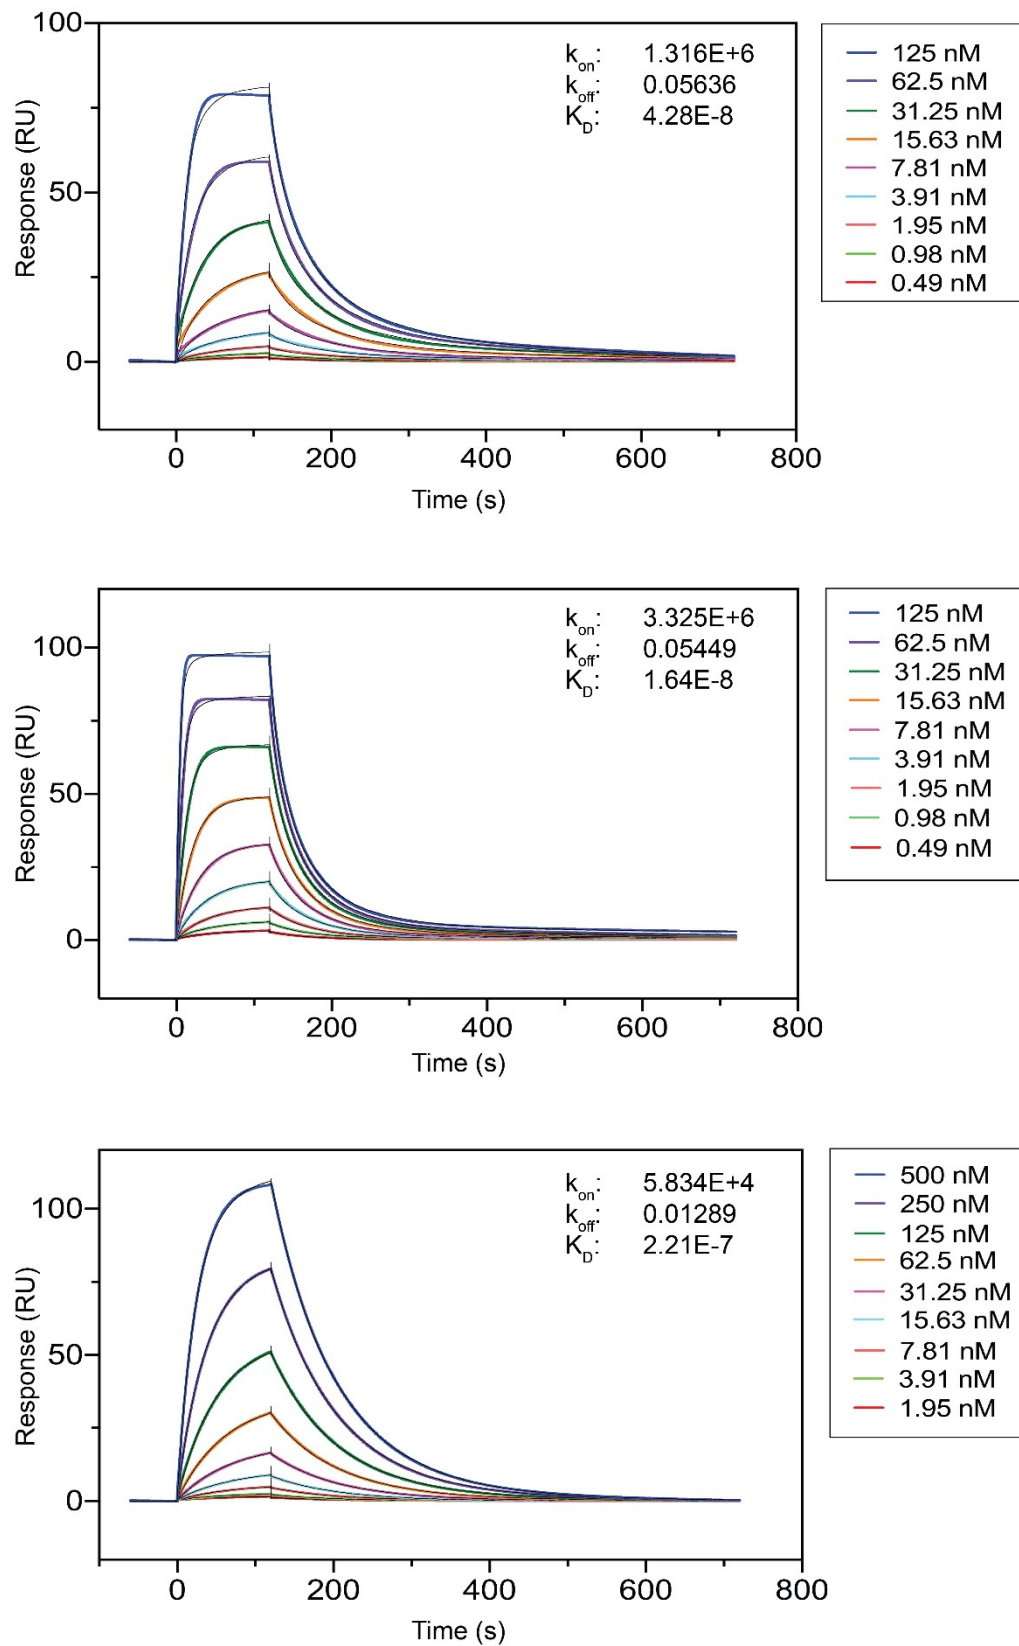 100
50
0
Response (RU)
kon: 1.316E+6
koff: 0.05636
KD: 4.28E-8
0 200 400 600 800
Time (s)
125 nM
62.5 nM
31.25 nM
15.63 nM
7.81 nM
3.91 nM
1.95 nM
0.98 nM
0.49 nM
100
50
0
Response (RU)
kon: 3.325E+6
koff: 0.05449
KD: 1.64E-8
0 200 400 600 800
Time (s)
125 nM
62.5 nM
31.25 nM
15.63 nM
7.81 nM
3.91 nM
1.95 nM
0.98 nM
0.49 nM
100
50
0
Response (RU)
kon: 5.834E+4
koff: 0.01289
KD: 2.21E-7
0 200 400 600 800
Time (s)
500 nM
250 nM
125 nM
62.5 nM
31.25 nM
15.63 nM
7.81 nM
3.91 nM
1.95 nM